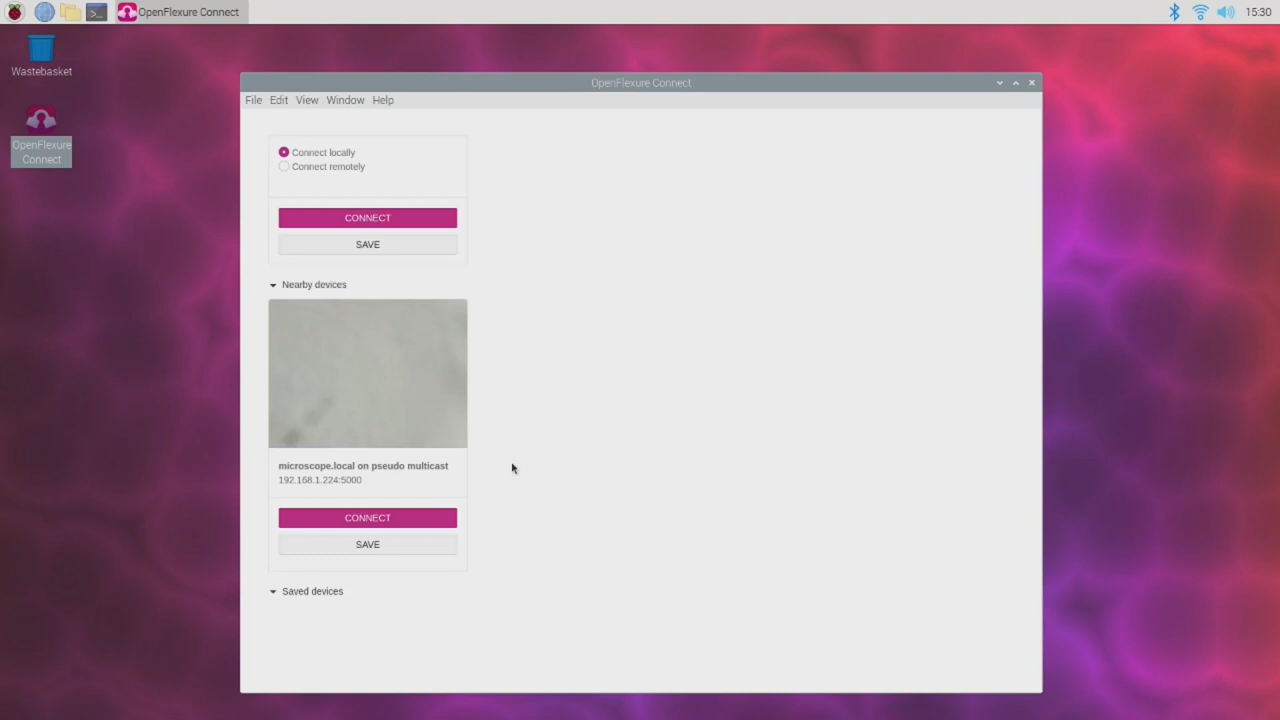 OpenFlexure Connect
15:30
Wastebasket
OpenFlexure
Connect
OpenFlexure Connect
File Edit View Window Help
Connect locally
Connect remotely
CONNECT
SAVE
Nearby devices
microscope.local on pseudo multicast
192.168.1.224:5000
CONNECT
SAVE
Saved devices